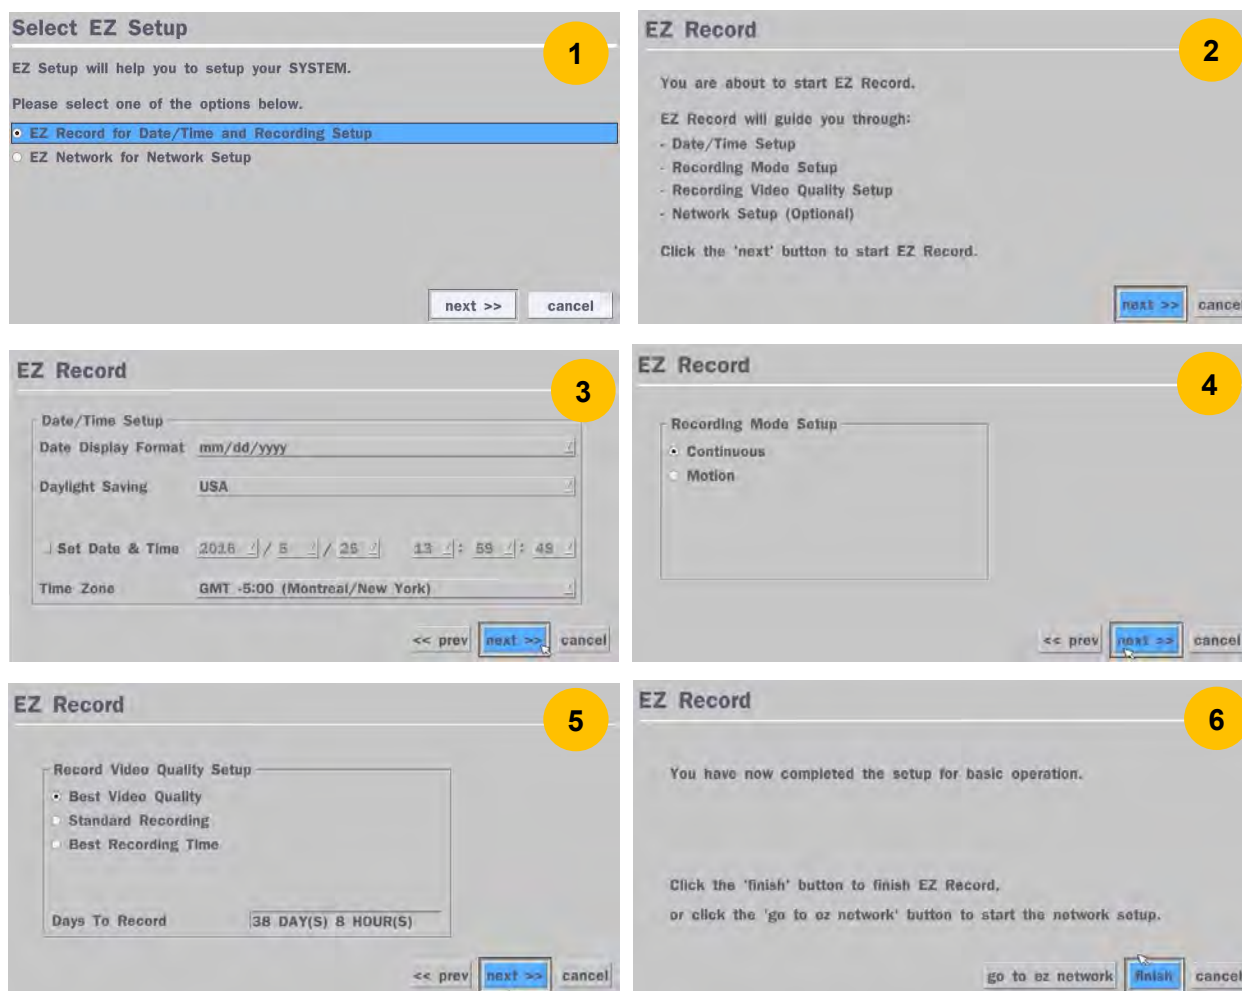 Select EZ Setup
1
EZ Setup will help you to setup your SYSTEM.
Please select one of the options below.
EZ Record for Date/Time and Recording Setup
EZ Network for Network Setup
next >> cancel
EZ Record
2
You are about to start EZ Record.
EZ Record will guide you through:
- Date/Time Setup
- Recording Mode Setup
- Recording Video Quality Setup
- Network Setup (Optional)
Click the 'next' button to start EZ Record.
next >> cancel
EZ Record
3
Date/Time Setup
Date Display Format mm/dd/yyyy
Daylight Saving USA
Set Date & Time 2016 / 5 / 25 13 : 59 : 49
Time Zone GMT -5:00 (Montreal/New York)
<< prev next >> cancel
EZ Record
4
Recording Mode Setup
Continuous
Motion
<< prev next >> cancel
EZ Record
5
Record Video Quality Setup
Best Video Quality
Standard Recording
Best Recording Time
Days To Record 38 DAY(S) 8 HOUR(S)
<< prev next >> cancel
EZ Record
6
You have now completed the setup for basic operation.
Click the 'finish' button to finish EZ Record,
or click the 'go to ez network' button to start the network setup.
go to ez network finish cancel